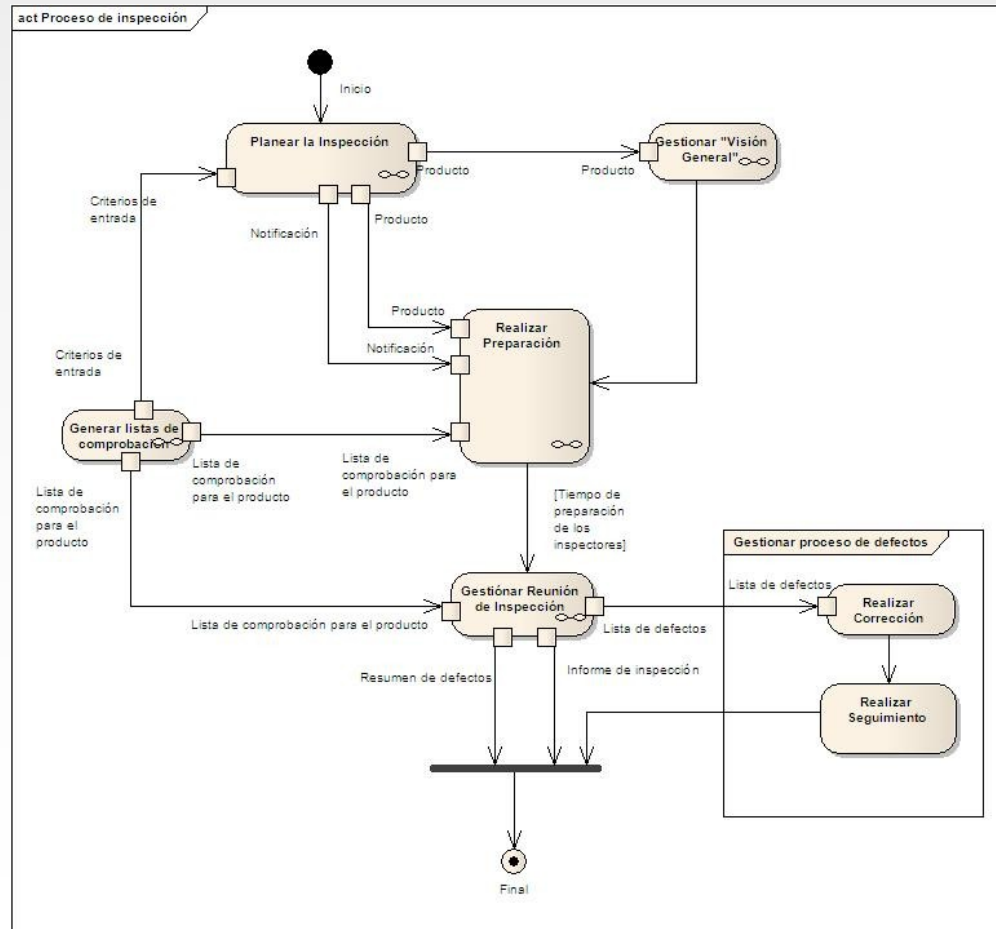 act Proceso de inspección
Inicio
Planear la Inspección
Gestionar "Visión
General"
Producto
Producto
Criterios de
entrada
Producto
Notificación
Producto
Notificación
Realizar
Preparación
Criterios de
entrada
Generar listas de
comprobación
Lista de
comprobación
para el producto
Lista de
comprobación para
el producto
Lista de
comprobación
para el
producto
[Tiempo de
preparación
de los
inspectores]
Gestionar proceso de defectos
Gestiónar Reunión
de Inspección
Lista de defectos
Realizar
Corrección
Lista de comprobación para el producto
Lista de defectos
Resumen de defectos
Informe de inspección
Realizar
Seguimiento
Final